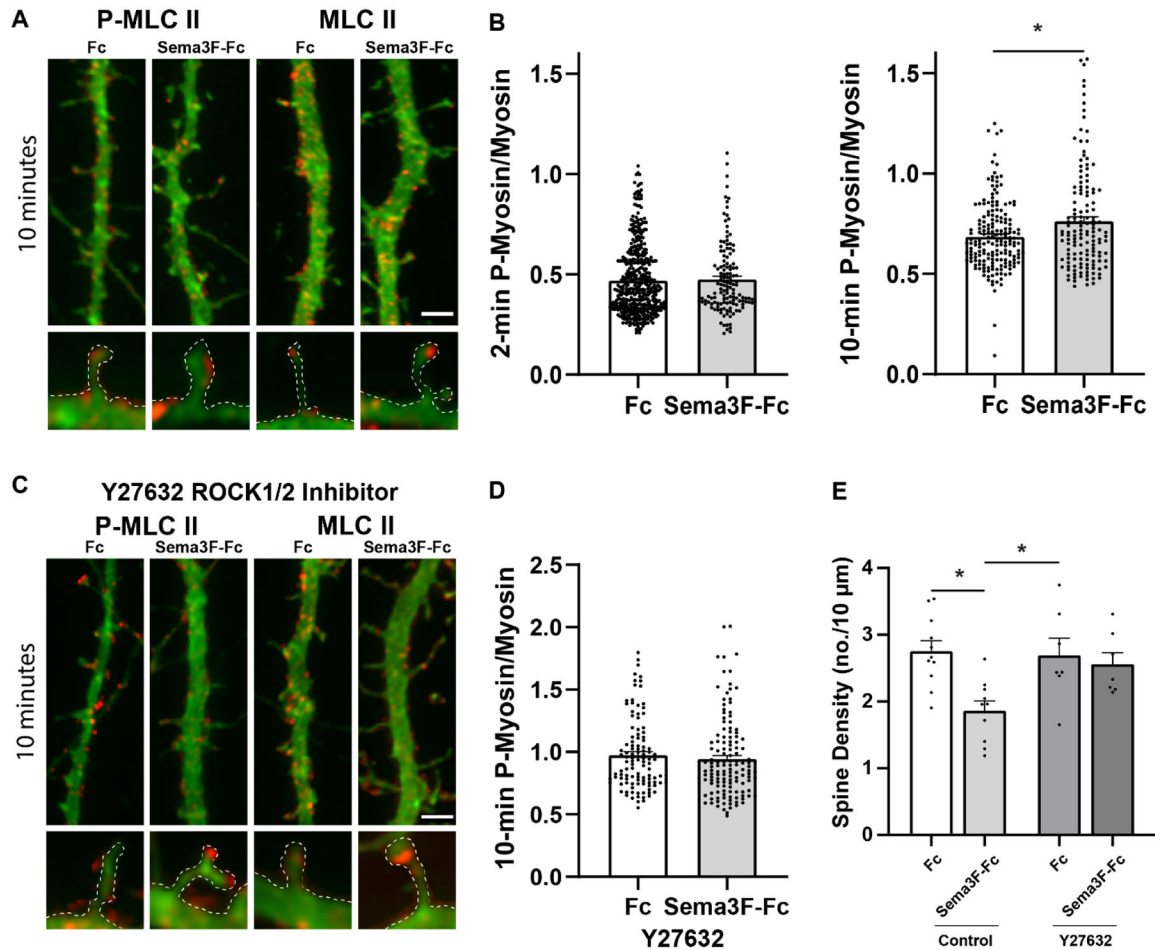 A
P-MLC II MLC II
Fc Sema3F-Fc Fc Sema3F-Fc
10 minutes
B
2-min P-Myosin/Myosin
1.5
1.0
0.5
0.0
Fc Sema3F-Fc
10-min P-Myosin/Myosin
*
1.5
1.0
0.5
0.0
Fc Sema3F-Fc
C
Y27632 ROCK1/2 Inhibitor
P-MLC II MLC II
Fc Sema3F-Fc Fc Sema3F-Fc
10 minutes
D
10-min P-Myosin/Myosin
2.5
2.0
1.5
1.0
0.5
0.0
Fc Sema3F-Fc
Y27632
E
Spine Density (no./10 µm)
* *
4
3
2
1
0
Fc Sema3F-Fc Fc Sema3F-Fc
Control Y27632